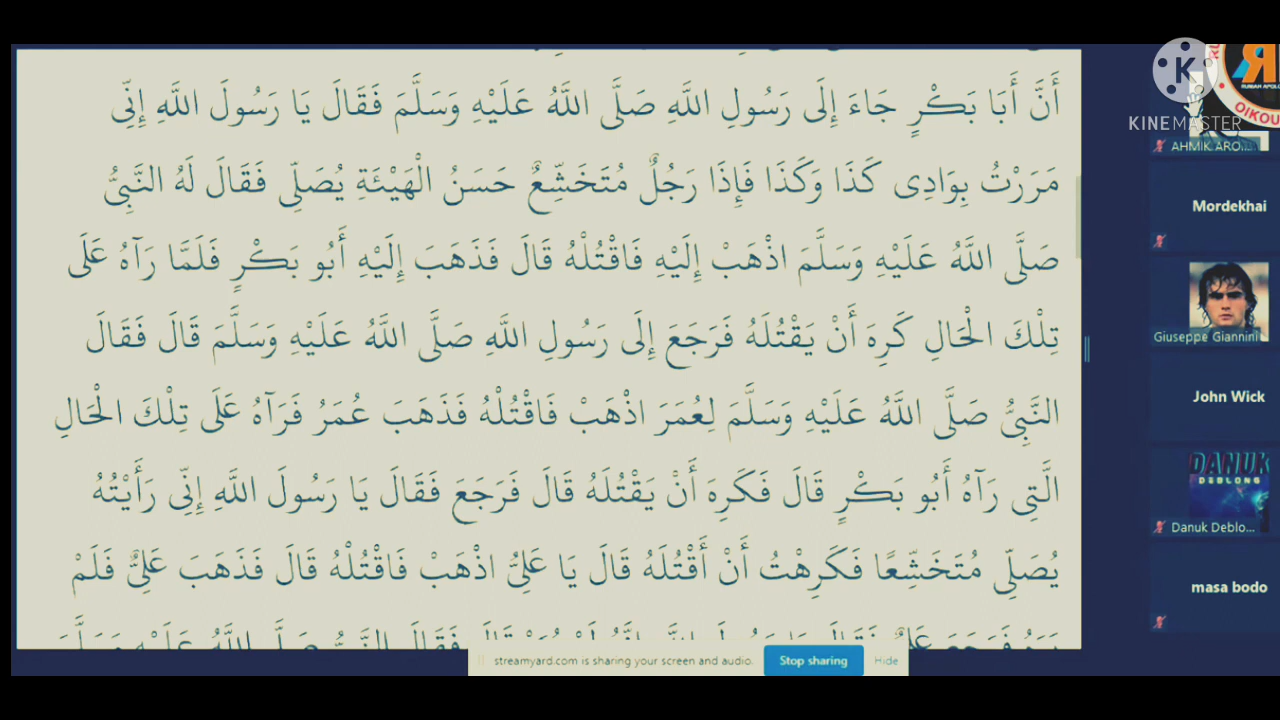 أَنَّ أَبَا بَكْرٍ جَاءَ إِلَى رَسُولِ اللَّهِ صَلَّى اللَّهُ عَلَيْهِ وَسَلَّمَ فَقَالَ يَا رَسُولَ اللَّهِ إِنِّي
مَرَرْتُ بِوَادِي كَذَا وَكَذَا فَإِذَا رَجُلٌ مُتَخَشِّعٌ حَسَنُ الْهَيْئَةِ يُصَلِّي فَقَالَ لَهُ النَّبِيُّ
صَلَّى اللَّهُ عَلَيْهِ وَسَلَّمَ اذْهَبْ إِلَيْهِ فَاقْتُلْهُ قَالَ فَذَهَبَ إِلَيْهِ أَبُو بَكْرٍ فَلَمَّا رَآهُ عَلَى
تِلْكَ الْحَالِ كَرِهَ أَنْ يَقْتُلَهُ فَرَجَعَ إِلَى رَسُولِ اللَّهِ صَلَّى اللَّهُ عَلَيْهِ وَسَلَّمَ قَالَ فَقَالَ
النَّبِيُّ صَلَّى اللَّهُ عَلَيْهِ وَسَلَّمَ لِعُمَرَ اذْهَبْ فَاقْتُلْهُ فَذَهَبَ عُمَرُ فَرَآهُ عَلَى تِلْكَ الْحَالِ
الَّتِي رَآهُ أَبُو بَكْرٍ قَالَ فَكَرِهَ أَنْ يَقْتُلَهُ قَالَ فَرَجَعَ فَقَالَ يَا رَسُولَ اللَّهِ إِنِّي رَأَيْتُهُ
يُصَلِّي مُتَخَشِّعًا فَكَرِهْتُ أَنْ أَقْتُلَهُ قَالَ يَا عَلِيُّ اذْهَبْ فَاقْتُلْهُ قَالَ فَذَهَبَ عَلِيٌّ فَلَمْ
KINEMASTER
AHMIK ARO...
Mordekhai
Giuseppe Giannini
John Wick
DANUK
DEBLONG
Danuk Deblo...
masa bodo
streamyard.com is sharing your screen and audio.
Stop sharing
Hide